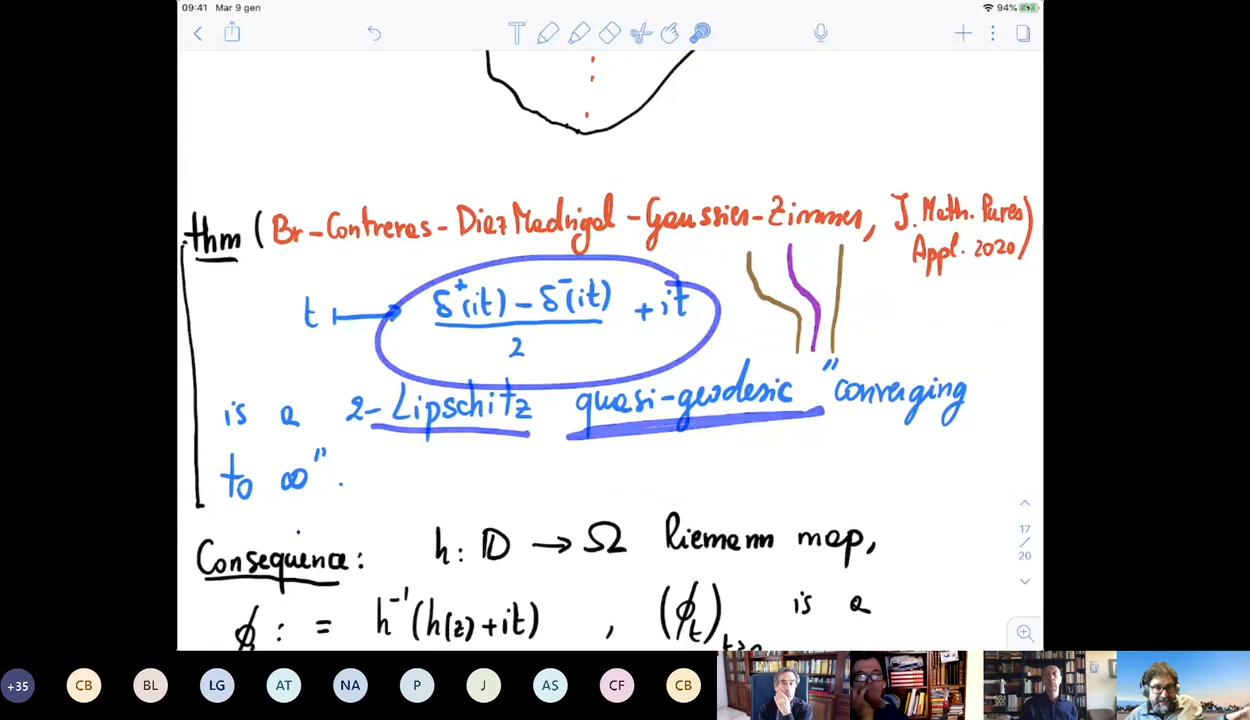 09:41 Mar 9 gen
94%
thm (Br-Contreras-Diaz Madrigal-Gaussier-Zimmer, J. Math. Pures Appl. 2020)
t ⟼ (δ⁺(it) - δ⁻(it))/2 + it
is a 2-Lipschitz quasi-geodesic "converging
to ∞".
Consequence: h: 𝔻 → Ω Riemann map,
ϕ : = h⁻¹(h(z)+it) , (ϕt)t≥0 is a
17
20
+35 CB BL LG AT NA P J AS CF CB